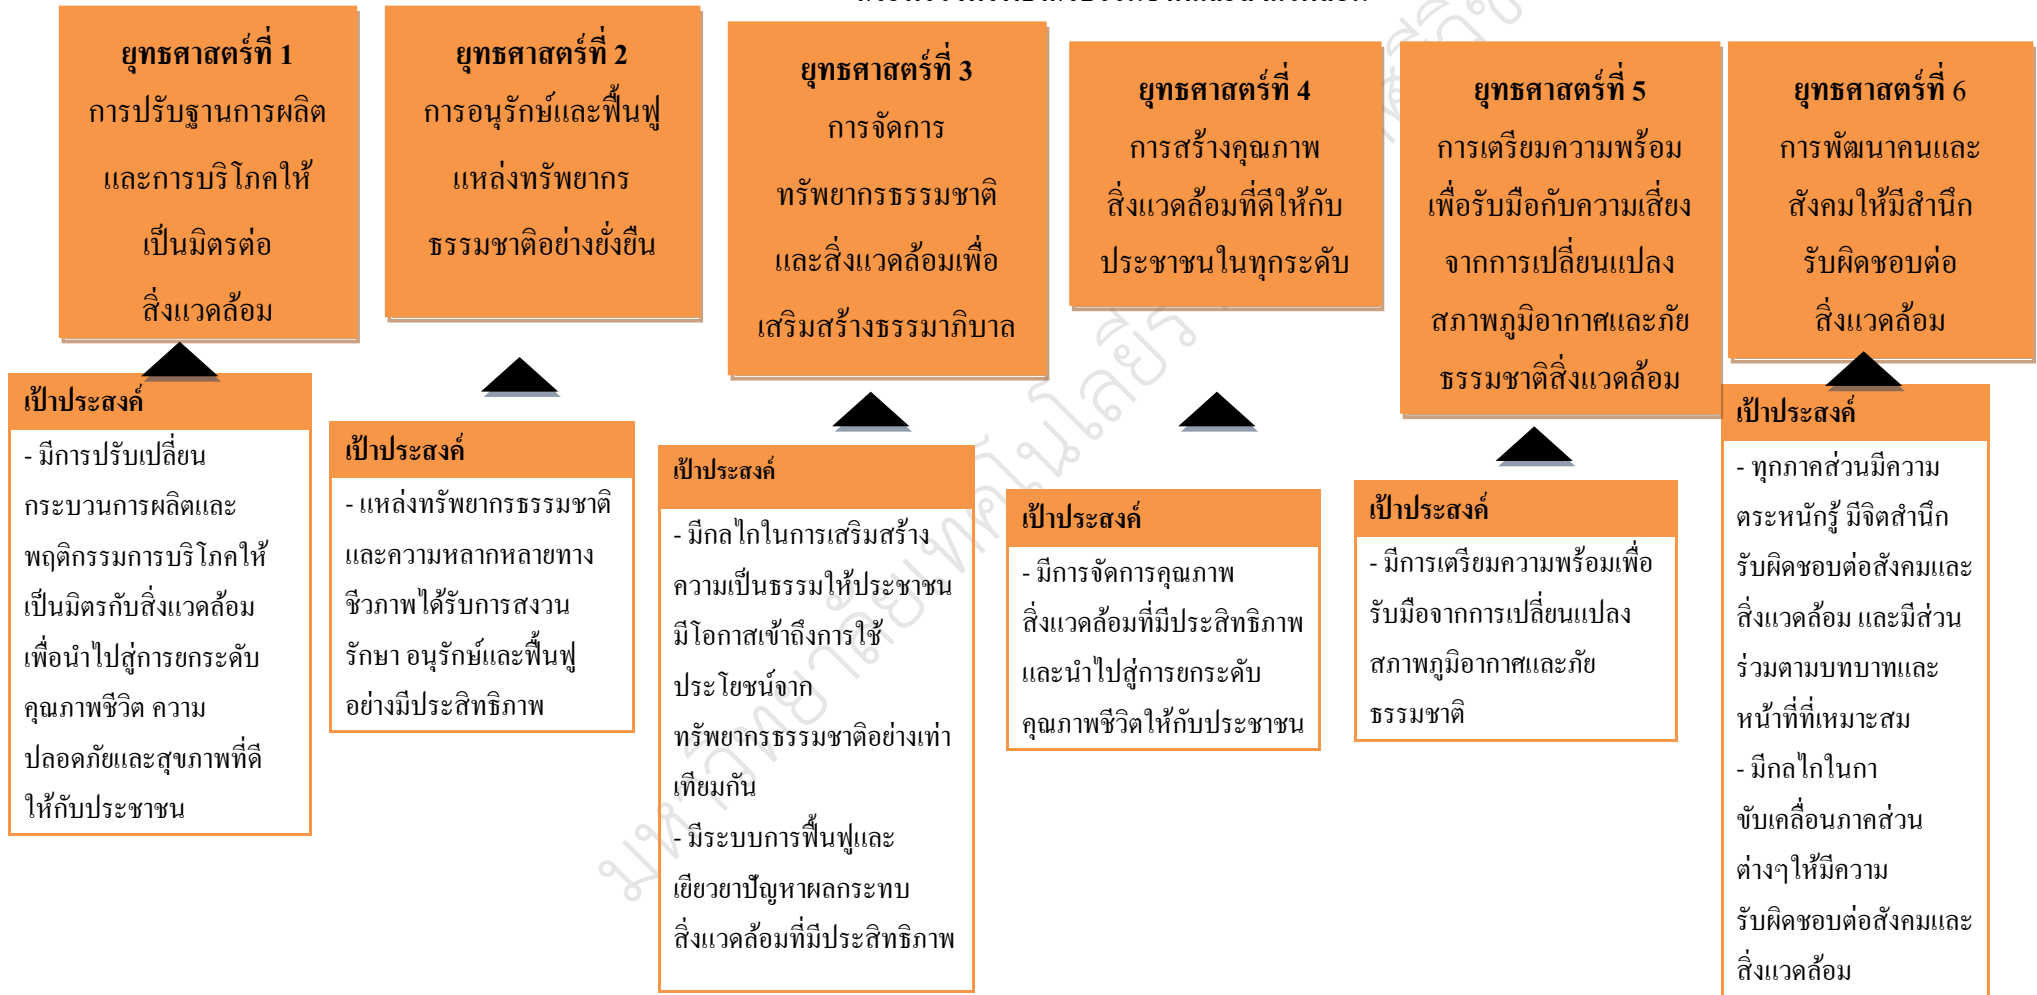 ยุทธศาสตร์ที่ 1
การปรับฐานการผลิต
และการบริโภคให้
เป็นมิตรต่อ
สิ่งแวดล้อม
ยุทธศาสตร์ที่ 2
การอนุรักษ์และฟื้นฟู
แหล่งทรัพยากร
ธรรมชาติอย่างยั่งยืน
ยุทธศาสตร์ที่ 3
การจัดการ
ทรัพยากรธรรมชาติ
และสิ่งแวดล้อมเพื่อ
เสริมสร้างธรรมาภิบาล
ยุทธศาสตร์ที่ 4
การสร้างคุณภาพ
สิ่งแวดล้อมที่ดีให้กับ
ประชาชนในทุกระดับ
ยุทธศาสตร์ที่ 5
การเตรียมความพร้อม
เพื่อรับมือกับความเสี่ยง
จากการเปลี่ยนแปลง
สภาพภูมิอากาศและภัย
ธรรมชาติสิ่งแวดล้อม
ยุทธศาสตร์ที่ 6
การพัฒนาคนและ
สังคมให้มีสำนึก
รับผิดชอบต่อ
สิ่งแวดล้อม
เป้าประสงค์
- มีการปรับเปลี่ยน
กระบวนการผลิตและ
พฤติกรรมการบริโภคให้
เป็นมิตรกับสิ่งแวดล้อม
เพื่อนำไปสู่การยกระดับ
คุณภาพชีวิต ความ
ปลอดภัยและสุขภาพที่ดี
ให้กับประชาชน
เป้าประสงค์
- แหล่งทรัพยากรธรรมชาติ
และความหลากหลายทาง
ชีวภาพได้รับการสงวน
รักษา อนุรักษ์และฟื้นฟู
อย่างมีประสิทธิภาพ
เป้าประสงค์
- มีกลไกในการเสริมสร้าง
ความเป็นธรรมให้ประชาชน
มีโอกาสเข้าถึงการใช้
ประโยชน์จาก
ทรัพยากรธรรมชาติอย่างเท่า
เทียมกัน
- มีระบบการฟื้นฟูและ
เยียวยาปัญหาผลกระทบ
สิ่งแวดล้อมที่มีประสิทธิภาพ
เป้าประสงค์
- มีการจัดการคุณภาพ
สิ่งแวดล้อมที่มีประสิทธิภาพ
และนำไปสู่การยกระดับ
คุณภาพชีวิตให้กับประชาชน
เป้าประสงค์
- มีการเตรียมความพร้อมเพื่อ
รับมือจากการเปลี่ยนแปลง
สภาพภูมิอากาศและภัย
ธรรมชาติ
เป้าประสงค์
- ทุกภาคส่วนมีความ
ตระหนักรู้ มีจิตสำนึก
รับผิดชอบต่อสังคมและ
สิ่งแวดล้อม และมีส่วน
ร่วมตามบทบาทและ
หน้าที่ที่เหมาะสม
- มีกลไกในกา
ขับเคลื่อนภาคส่วน
ต่างๆให้มีความ
รับผิดชอบต่อสังคมและ
สิ่งแวดล้อม
มหาวิทยาลัยเทคโนโลยีร